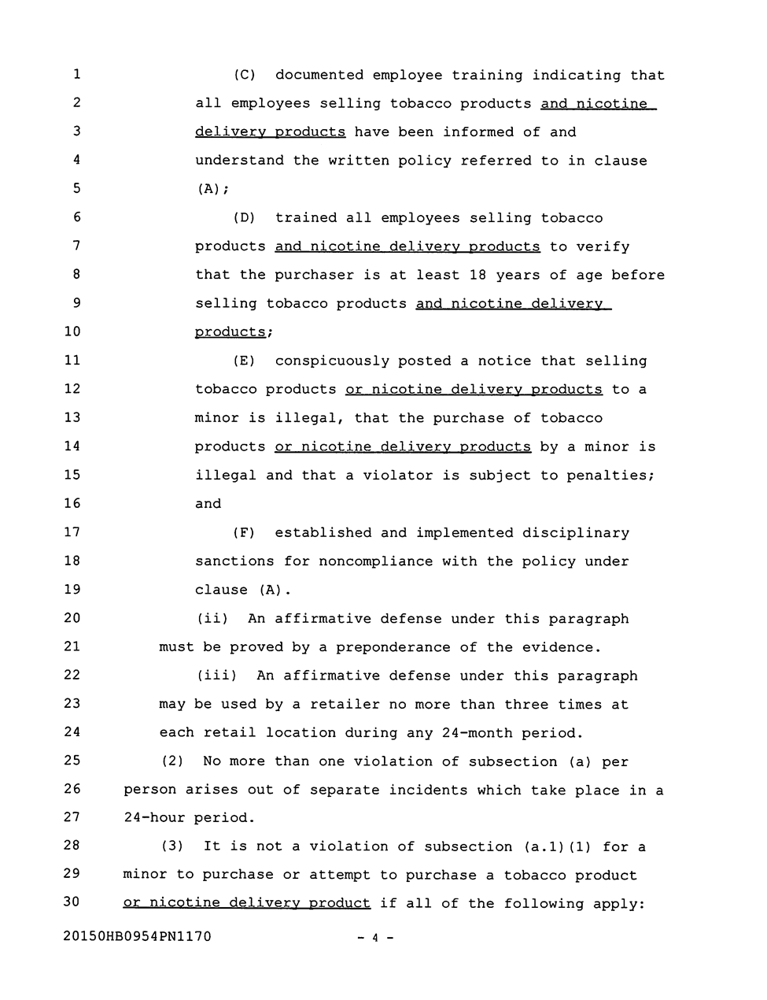 1 (C) documented employee training indicating that
2 all employees selling tobacco products and nicotine
3 delivery products have been informed of and
4 understand the written policy referred to in clause
5 (A);
6 (D) trained all employees selling tobacco
7 products and nicotine delivery products to verify
8 that the purchaser is at least 18 years of age before
9 selling tobacco products and nicotine delivery
10 products;
11 (E) conspicuously posted a notice that selling
12 tobacco products or nicotine delivery products to a
13 minor is illegal, that the purchase of tobacco
14 products or nicotine delivery products by a minor is
15 illegal and that a violator is subject to penalties;
16 and
17 (F) established and implemented disciplinary
18 sanctions for noncompliance with the policy under
19 clause (A).
20 (ii) An affirmative defense under this paragraph
21 must be proved by a preponderance of the evidence.
22 (iii) An affirmative defense under this paragraph
23 may be used by a retailer no more than three times at
24 each retail location during any 24-month period.
25 (2) No more than one violation of subsection (a) per
26 person arises out of separate incidents which take place in a
27 24-hour period.
28 (3) It is not a violation of subsection (a.1)(1) for a
29 minor to purchase or attempt to purchase a tobacco product
30 or nicotine delivery product if all of the following apply:
20150HB0954PN1170 - 4 -